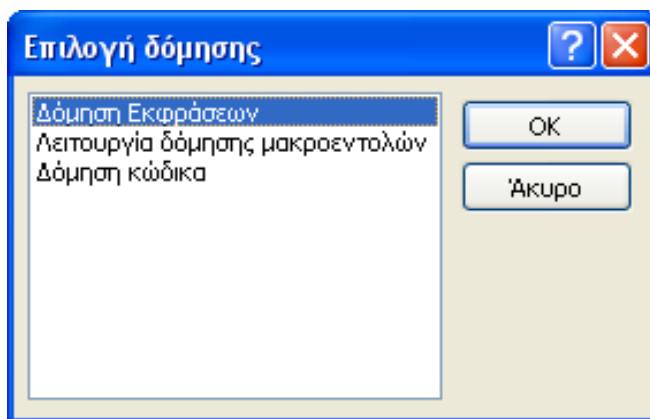 Επιλογή δόμησης
?
Δόμηση Εκφράσεων
Λειτουργία δόμησης μακροεντολών
Δόμηση κώδικα
OK
Άκυρο